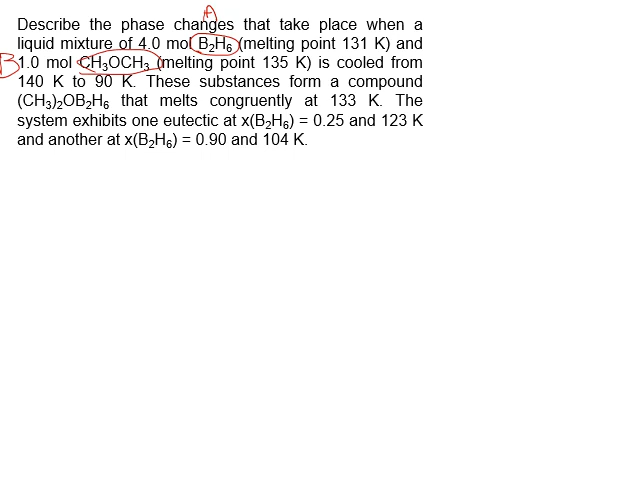 A
Describe the phase changes that take place when a
liquid mixture of 4.0 mol B₂H₆ (melting point 131 K) and
B 1.0 mol CH₃OCH₃ (melting point 135 K) is cooled from
140 K to 90 K. These substances form a compound
(CH₃)₂OB₂H₆ that melts congruently at 133 K. The
system exhibits one eutectic at x(B₂H₆) = 0.25 and 123 K
and another at x(B₂H₆) = 0.90 and 104 K.